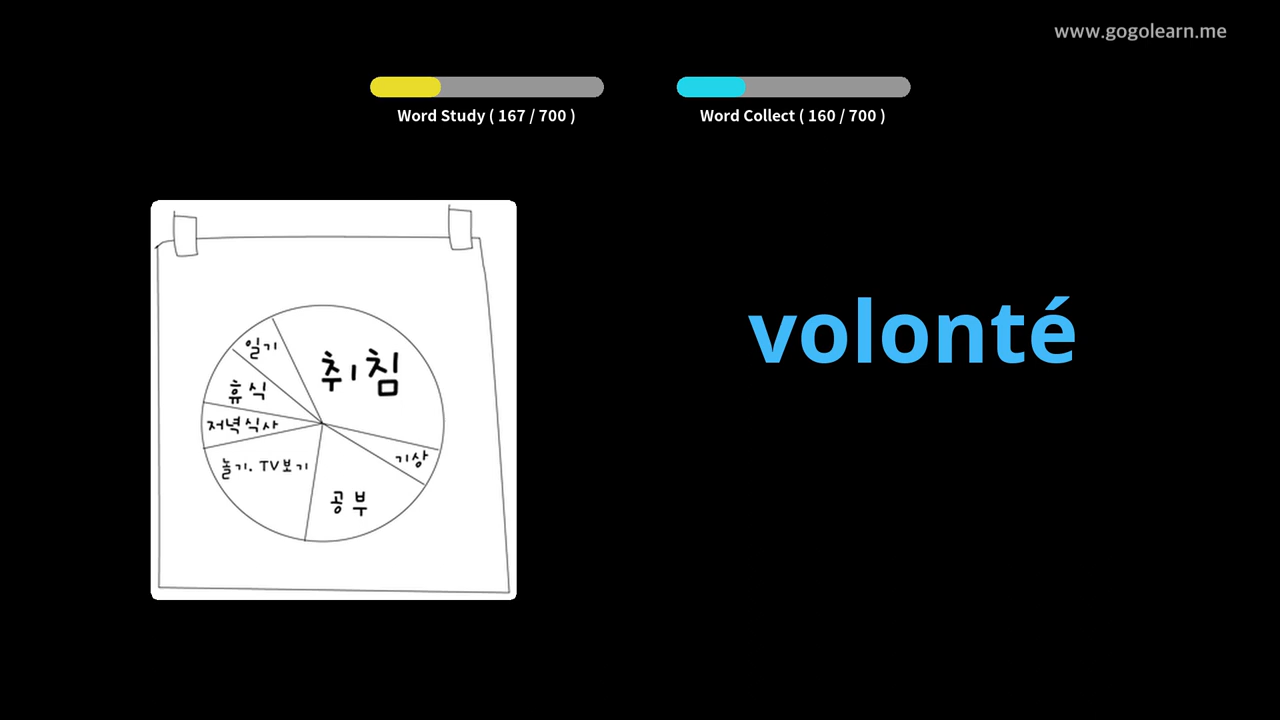 www.gogolearn.me
Word Study ( 167 / 700 )
Word Collect ( 160 / 700 )
일기
취침
휴식
저녁식사
놀기. TV보기
기상
공부
volonté